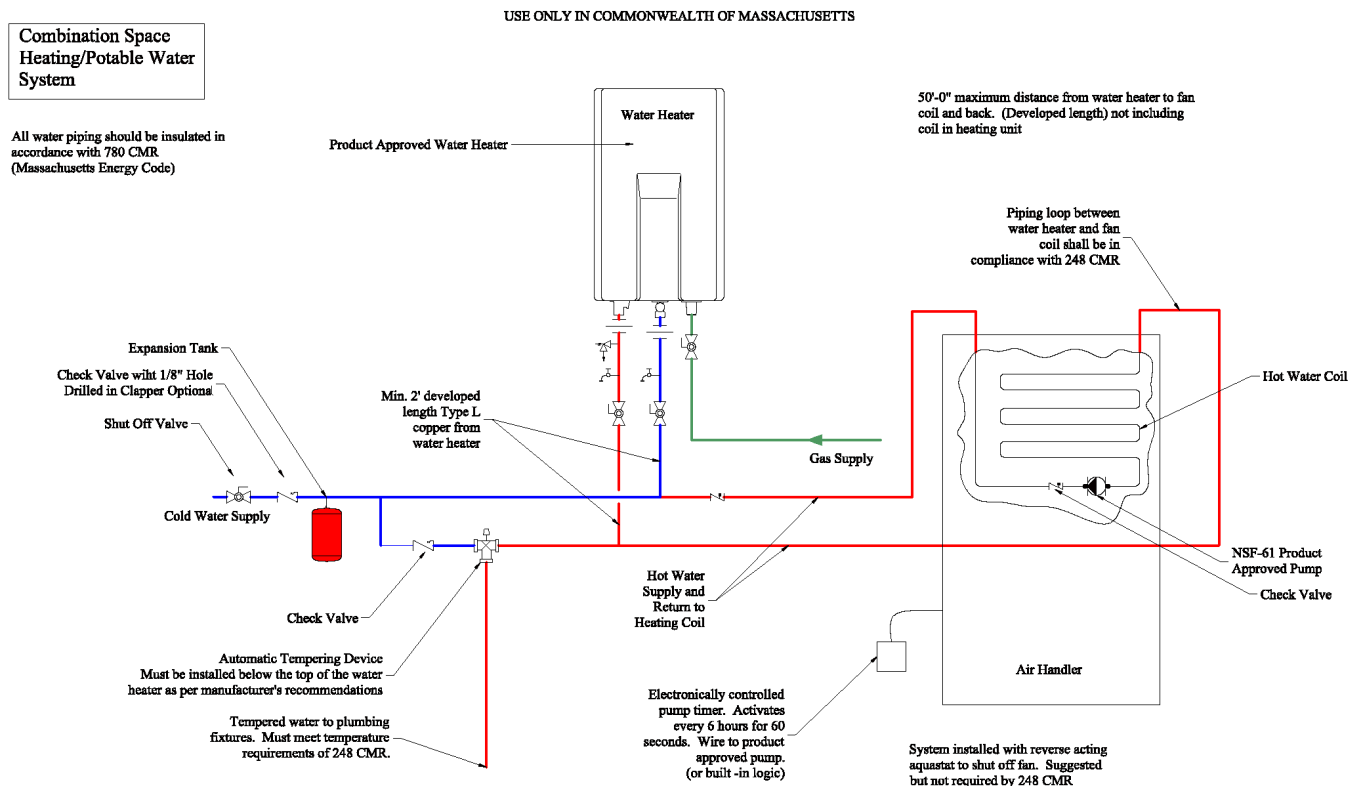 USE ONLY IN COMMONWEALTH OF MASSACHUSETTS
Combination Space
Heating/Potable Water
System
All water piping should be insulated in
accordance with 780 CMR
(Massachusetts Energy Code)
Water Heater
Product Approved Water Heater
50'-0" maximum distance from water heater to fan
coil and back. (Developed length) not including
coil in heating unit
Piping loop between
water heater and fan
coil shall be in
compliance with 248 CMR
Expansion Tank
Check Valve wiht 1/8" Hole
Drilled in Clapper Optional
Shut Off Valve
Min. 2' developed
length Type L
copper from
water heater
Hot Water Coil
Gas Supply
Cold Water Supply
NSF-61 Product
Approved Pump
Check Valve
Hot Water
Supply and
Return to
Heating Coil
Check Valve
Automatic Tempering Device
Must be installed below the top of the water
heater as per manufacturer's recommendations
Air Handler
Tempered water to plumbing
fixtures. Must meet temperature
requirements of 248 CMR.
Electronically controlled
pump timer. Activates
every 6 hours for 60
seconds. Wire to product
approved pump.
(or built -in logic)
System installed with reverse acting
aquastat to shut off fan. Suggested
but not required by 248 CMR